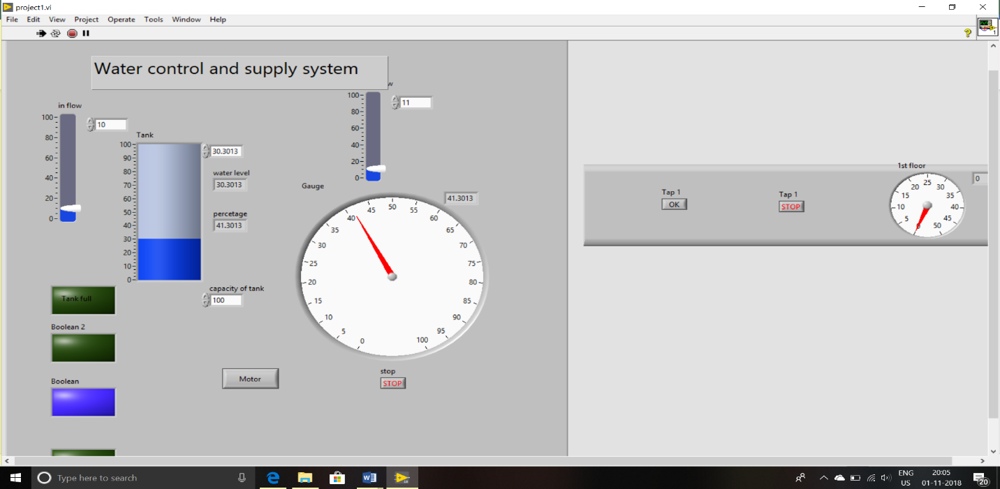 project1.vi
File Edit View Project Operate Tools Window Help
1
Water control and supply system
w
in flow
100
80
60
40
20
0
10
Tank
100
90
80
70
60
50
40
30
20
10
0
30.3013
water level
30.3013
percetage
41.3013
capacity of tank
100
100
80
60
40
20
0
11
Gauge
41.3013
0
5
10
15
20
25
30
35
40
45
50
55
60
65
70
75
80
85
90
95
100
Tank full
Boolean 2
Boolean
Motor
stop
STOP
Tap 1
OK
Tap 1
STOP
1st floor
0
5
10
15
20
25
30
35
40
45
50
0
Type here to search
ENG
US
20:05
01-11-2018
20